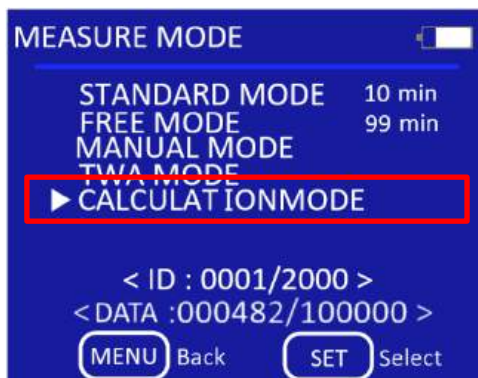 MEASURE MODE
STANDARD MODE 10 min
FREE MODE 99 min
MANUAL MODE
TWA MODE
▶ CALCULAT IONMODE
< ID : 0001/2000 >
< DATA :000482/100000 >
MENU Back SET Select